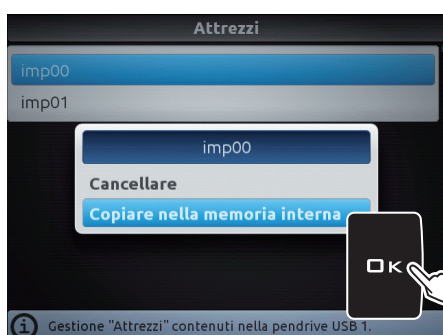 Attrezzi
imp00
imp01
imp00
Cancellare
Copiare nella memoria interna
OK
Gestione "Attrezzi" contenuti nella pendrive USB 1.